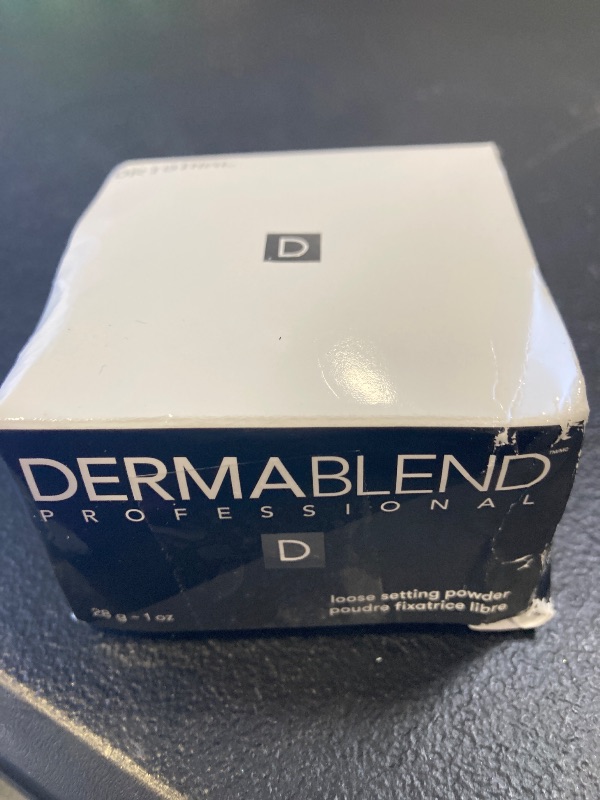 D
DERMABLEND
PROFESSIONAL
D
28 g - 1 oz
loose setting powder
poudre fixatrice libre